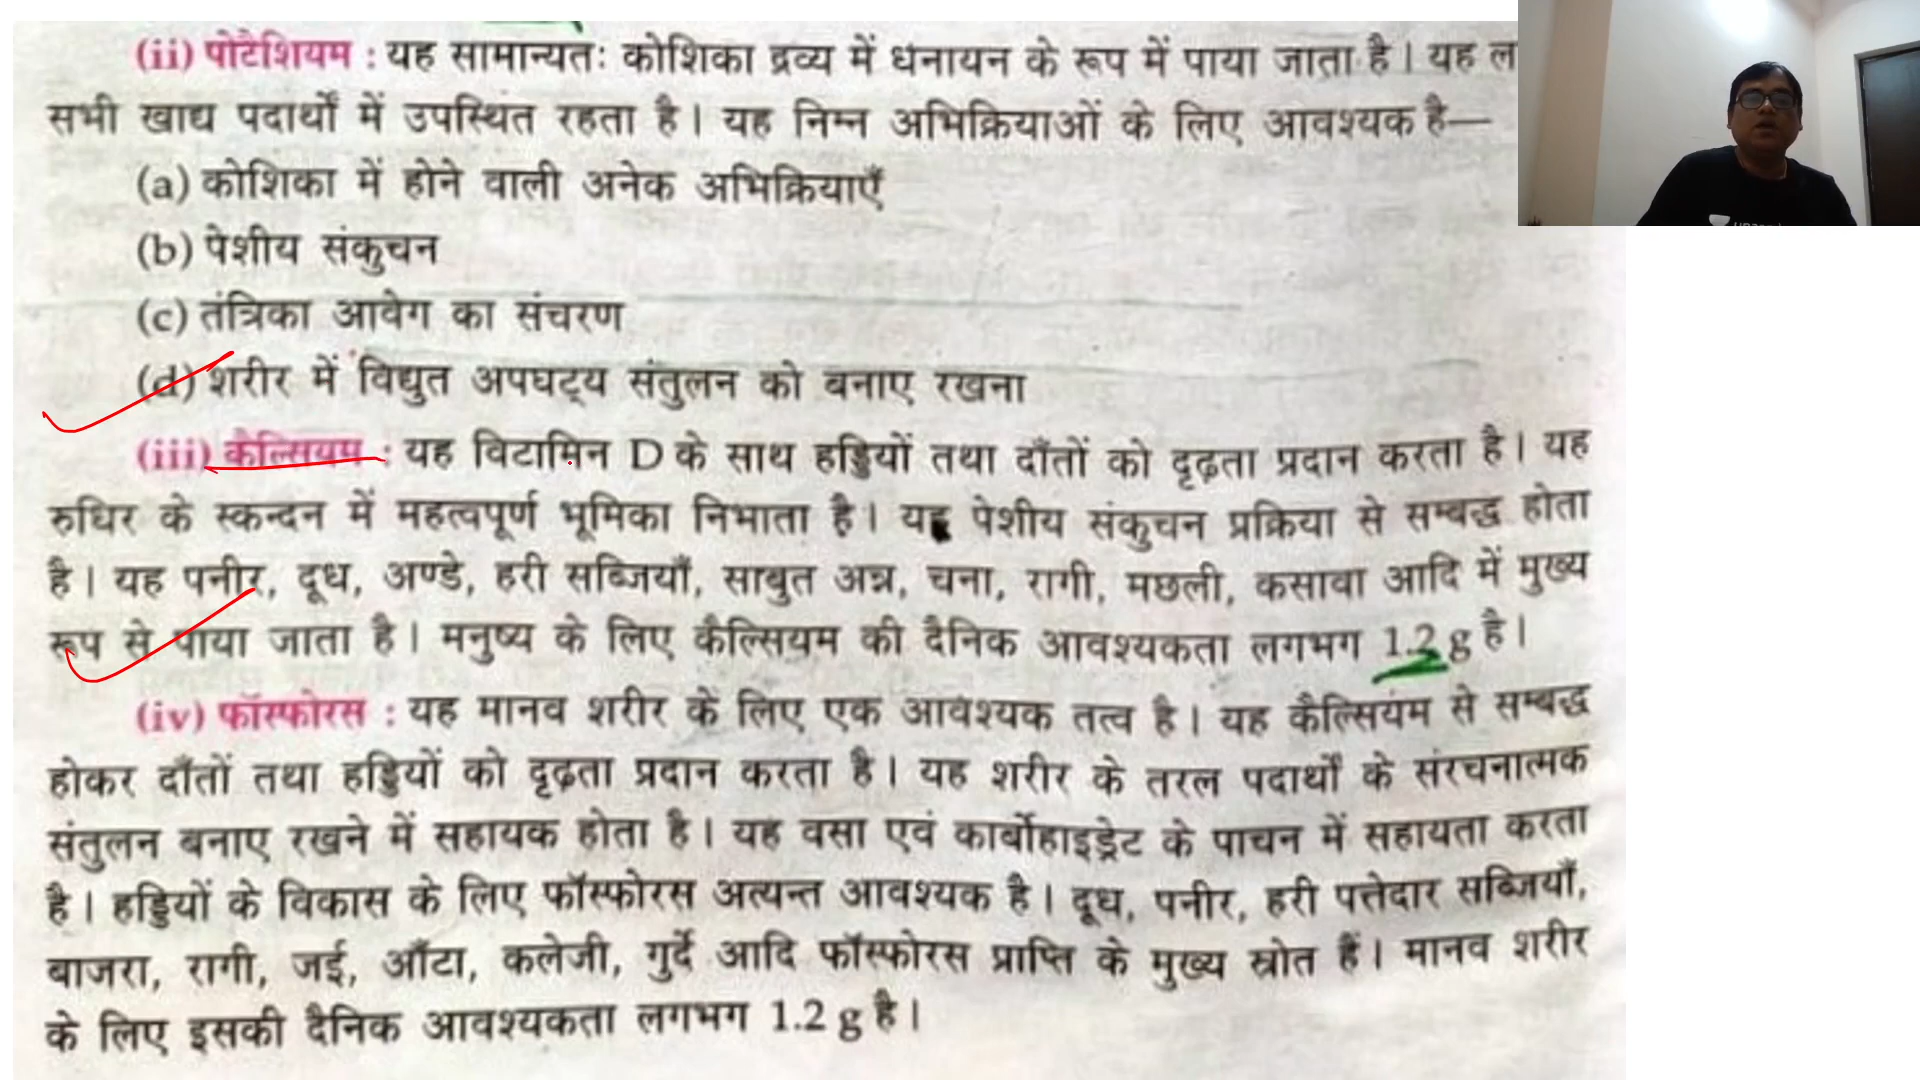 (ii) पोटैशियम : यह सामान्यतः कोशिका द्रव्य में धनायन के रूप में पाया जाता है। यह ल
सभी खाद्य पदार्थों में उपस्थित रहता है। यह निम्न अभिक्रियाओं के लिए आवश्यक है—
(a) कोशिका में होने वाली अनेक अभिक्रियाएँ
(b) पेशीय संकुचन
(c) तंत्रिका आवेग का संचरण
(d) शरीर में विद्युत अपघट्य संतुलन को बनाए रखना
(iii) कैल्सियम : यह विटामिन D के साथ हड्डियों तथा दाँतों को दृढ़ता प्रदान करता है। यह
रुधिर के स्कन्दन में महत्वपूर्ण भूमिका निभाता है। यह पेशीय संकुचन प्रक्रिया से सम्बद्ध होता
है। यह पनीर, दूध, अण्डे, हरी सब्जियाँ, साबुत अन्न, चना, रागी, मछली, कसावा आदि में मुख्य
रूप से पाया जाता है। मनुष्य के लिए कैल्सियम की दैनिक आवश्यकता लगभग 1.2 g है।
(iv) फॉस्फोरस : यह मानव शरीर के लिए एक आवश्यक तत्व है। यह कैल्सियम से सम्बद्ध
होकर दाँतों तथा हड्डियों को दृढ़ता प्रदान करता है। यह शरीर के तरल पदार्थों के संरचनात्मक
संतुलन बनाए रखने में सहायक होता है। यह वसा एवं कार्बोहाइड्रेट के पाचन में सहायता करता
है। हड्डियों के विकास के लिए फॉस्फोरस अत्यन्त आवश्यक है। दूध, पनीर, हरी पत्तेदार सब्जियाँ,
बाजरा, रागी, जई, आँटा, कलेजी, गुर्दे आदि फॉस्फोरस प्राप्ति के मुख्य स्रोत हैं। मानव शरीर
के लिए इसकी दैनिक आवश्यकता लगभग 1.2 g है।